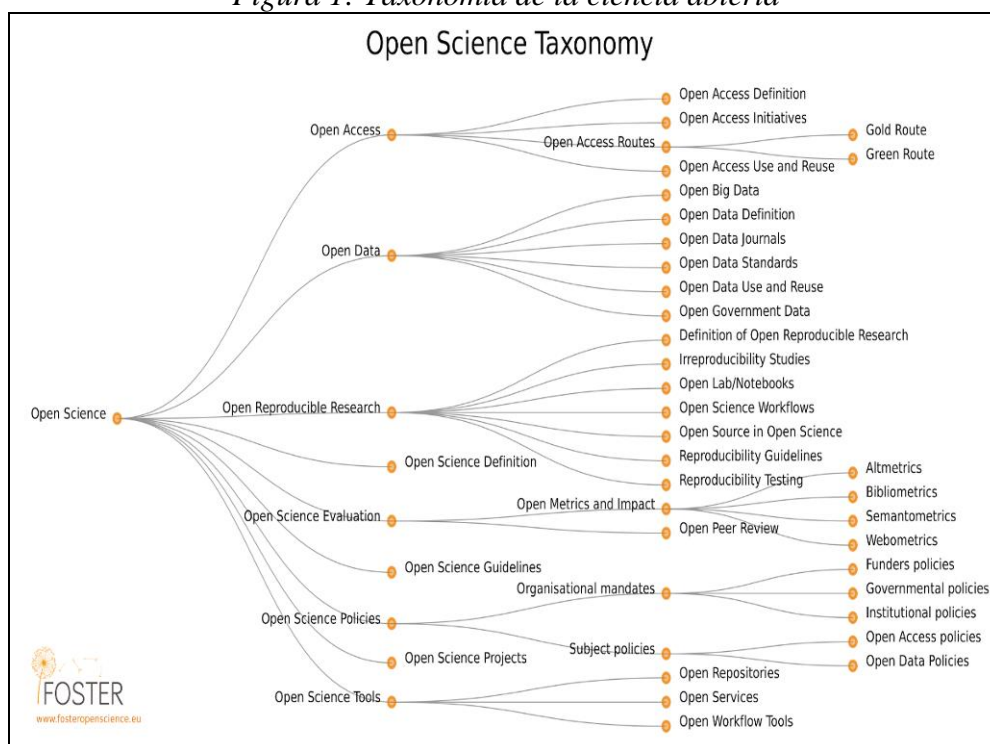 Figura 1. Taxonomía de la ciencia abierta
Open Science Taxonomy
Open Science
Open Access
Open Access Definition
Open Access Initiatives
Open Access Routes
Gold Route
Green Route
Open Access Use and Reuse
Open Data
Open Big Data
Open Data Definition
Open Data Journals
Open Data Standards
Open Data Use and Reuse
Open Government Data
Open Reproducible Research
Definition of Open Reproducible Research
Irreproducibility Studies
Open Lab/Notebooks
Open Science Workflows
Open Source in Open Science
Reproducibility Guidelines
Reproducibility Testing
Open Science Definition
Open Science Evaluation
Open Metrics and Impact
Altmetrics
Bibliometrics
Semantometrics
Webometrics
Open Peer Review
Open Science Guidelines
Open Science Policies
Organisational mandates
Funders policies
Governmental policies
Institutional policies
Subject policies
Open Access policies
Open Data Policies
Open Science Projects
Open Science Tools
Open Repositories
Open Services
Open Workflow Tools
FOSTER
www.fosteropenscience.eu